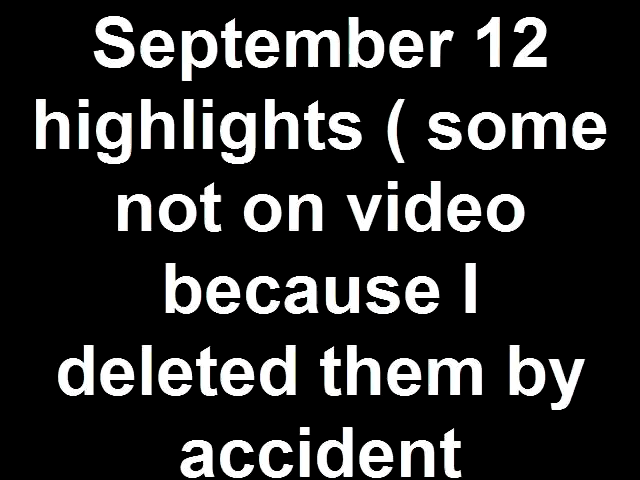 September 12
highlights ( some
not on video
because I
deleted them by
accident